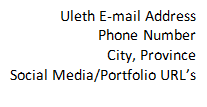 Uleth E-mail Address
Phone Number
City, Province
Social Media/Portfolio URL's